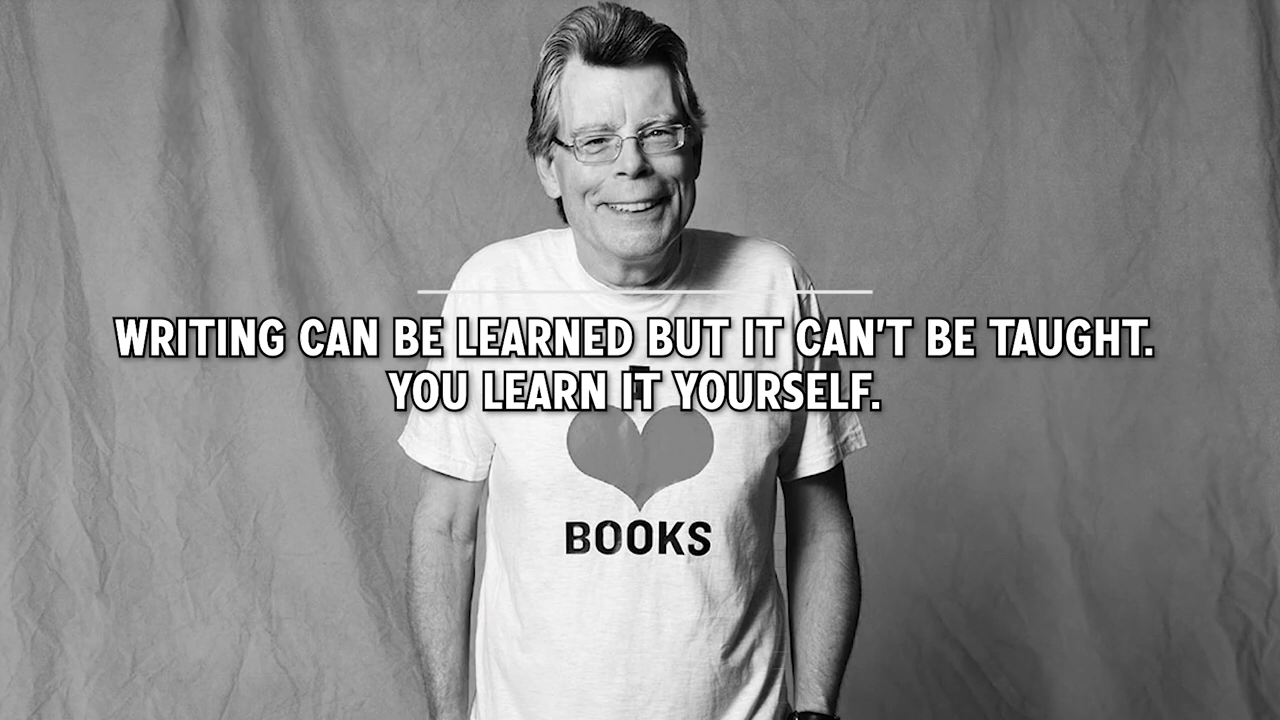 WRITING CAN BE LEARNED BUT IT CAN'T BE TAUGHT.
YOU LEARN IT YOURSELF.
BOOKS